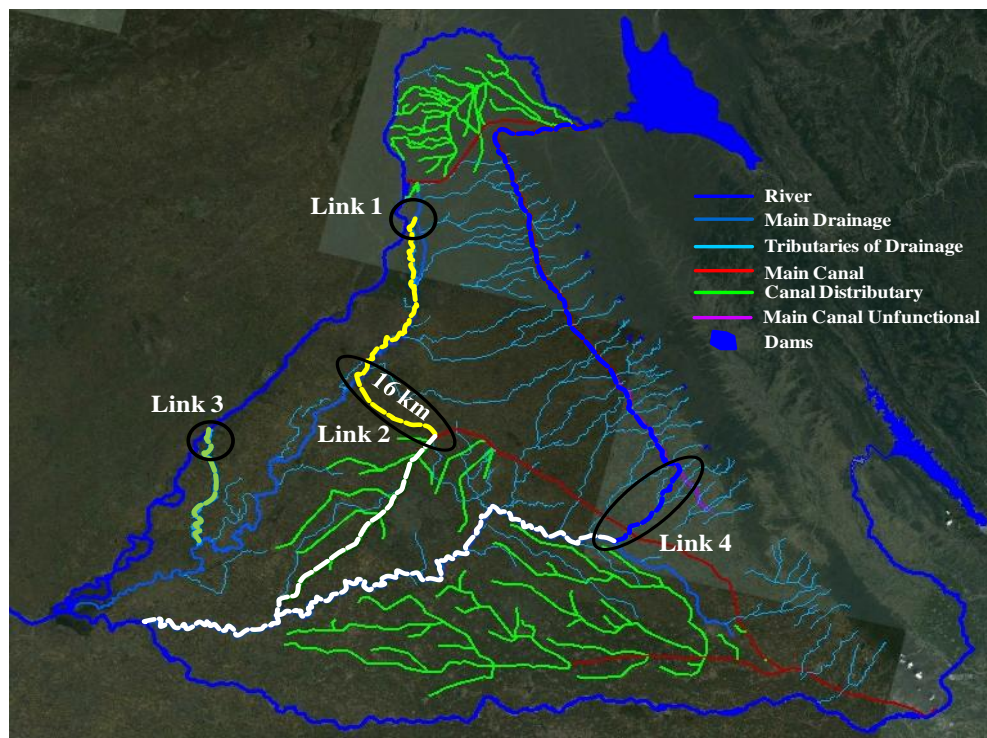 Link 1
River
Main Drainage
Tributaries of Drainage
Main Canal
Canal Distributary
Main Canal Unfunctional
Dams
16 km
Link 3
Link 2
Link 4